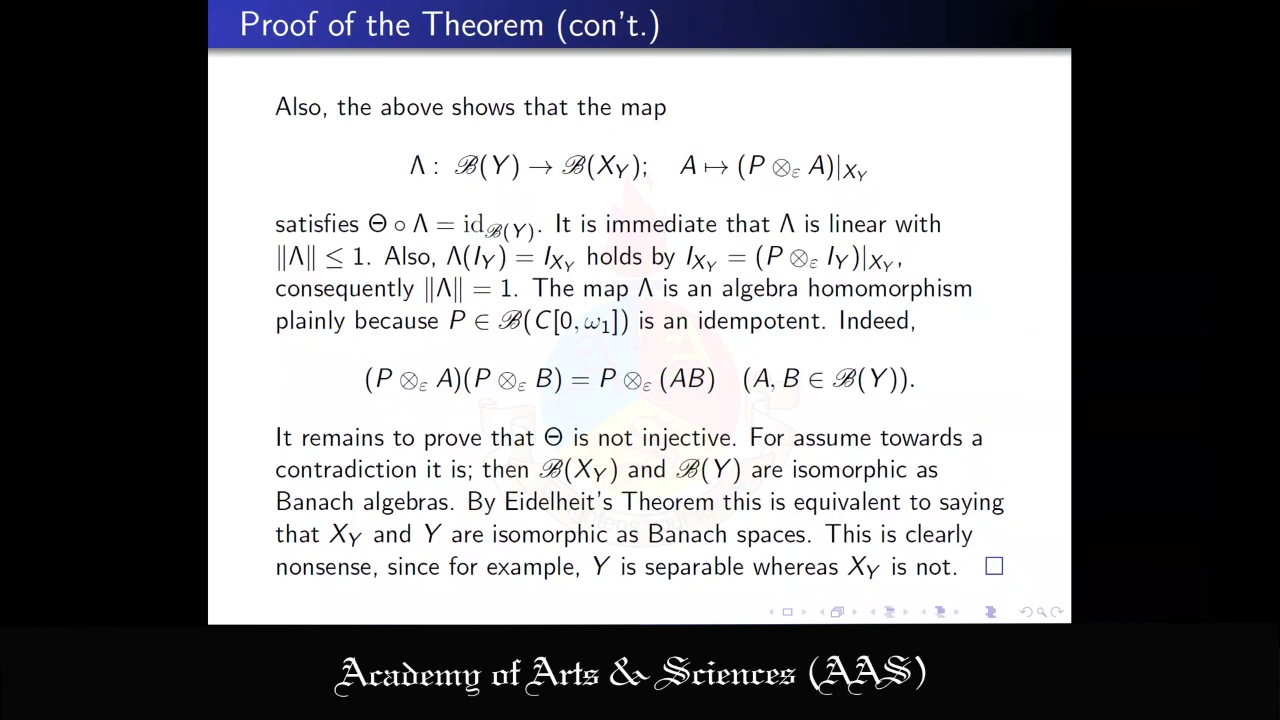 Proof of the Theorem (con't.)
Also, the above shows that the map
Λ : ℬ(Y) → ℬ(X_Y); A ↦ (P ⊗_ε A)|_{X_Y}
satisfies Θ ∘ Λ = id_{ℬ(Y)}. It is immediate that Λ is linear with
‖Λ‖ ≤ 1. Also, Λ(I_Y) = I_{X_Y} holds by I_{X_Y} = (P ⊗_ε I_Y)|_{X_Y},
consequently ‖Λ‖ = 1. The map Λ is an algebra homomorphism
plainly because P ∈ ℬ(C[0, ω₁]) is an idempotent. Indeed,
(P ⊗_ε A)(P ⊗_ε B) = P ⊗_ε (AB) (A, B ∈ ℬ(Y)).
It remains to prove that Θ is not injective. For assume towards a
contradiction it is; then ℬ(X_Y) and ℬ(Y) are isomorphic as
Banach algebras. By Eidelheit's Theorem this is equivalent to saying
that X_Y and Y are isomorphic as Banach spaces. This is clearly
nonsense, since for example, Y is separable whereas X_Y is not. □
Academy of Arts & Sciences (AAS)